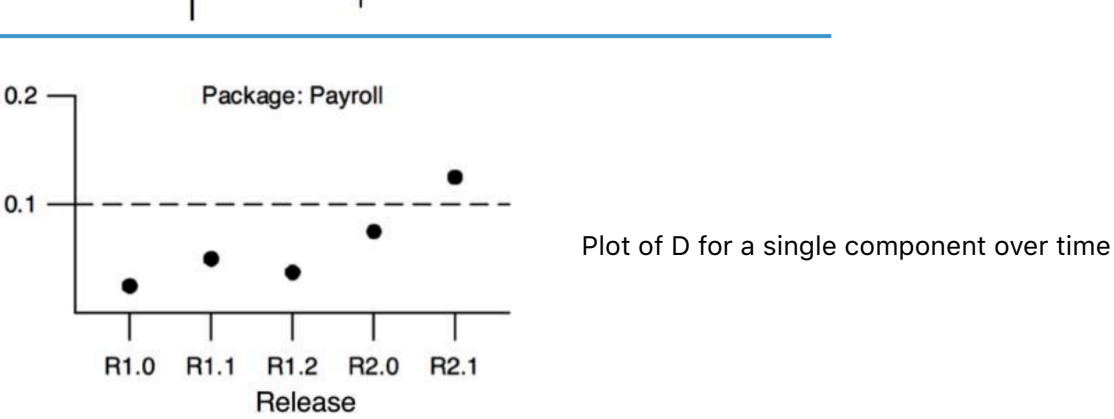 0.2
Package: Payroll
0.1
Plot of D for a single component over time
R1.0 R1.1 R1.2 R2.0 R2.1
Release